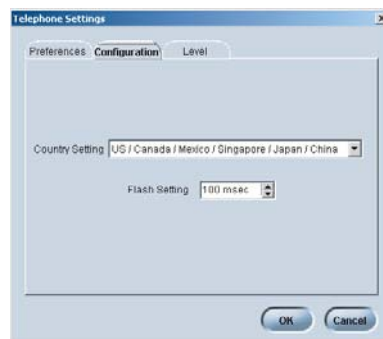 Telephone Settings
Preferences Configuration Level
Country Setting US / Canada / Mexico / Singapore / Japan / China
Flash Setting 100 msec
OK Cancel